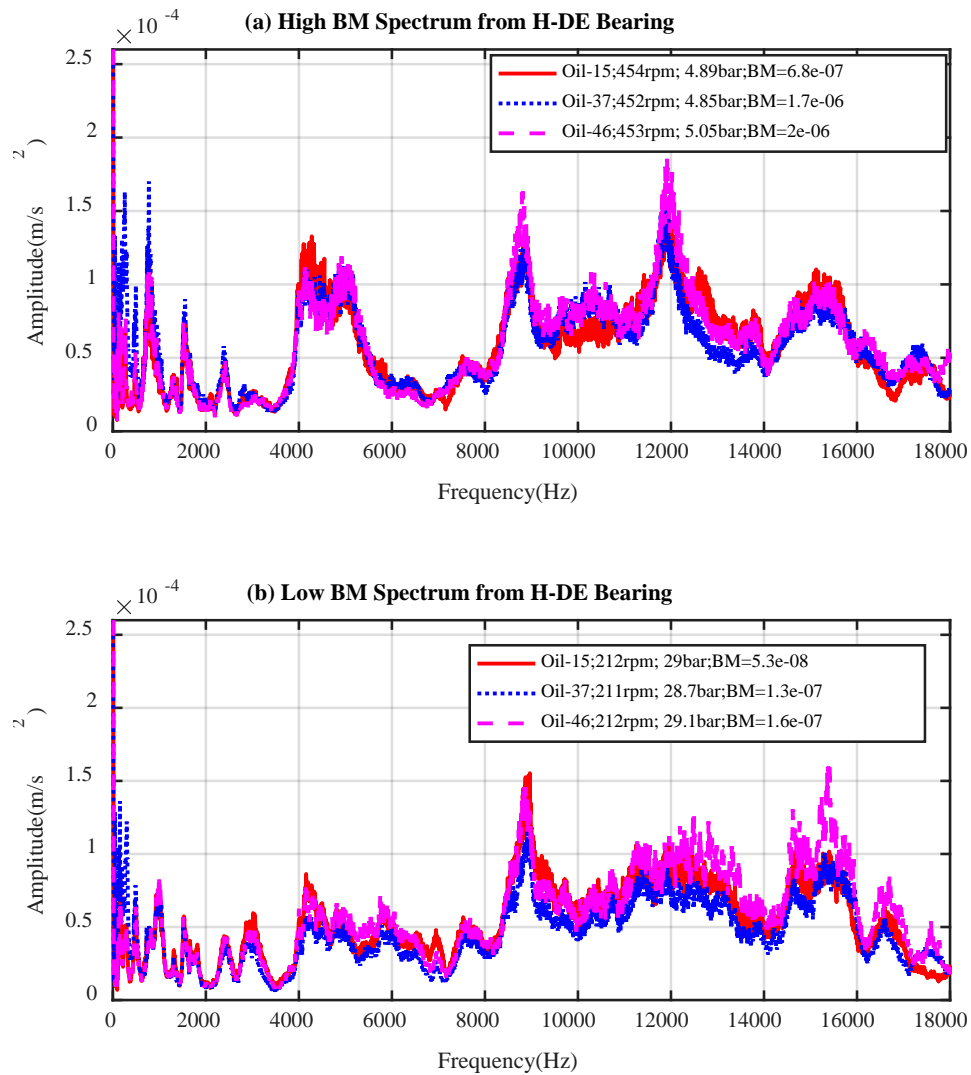 (a) High BM Spectrum from H-DE Bearing
× 10 -4
2.5
2
1.5
1
0.5
0
Amplitude(m/s 2 )
Oil-15;454rpm; 4.89bar;BM=6.8e-07
Oil-37;452rpm; 4.85bar;BM=1.7e-06
Oil-46;453rpm; 5.05bar;BM=2e-06
0 2000 4000 6000 8000 10000 12000 14000 16000 18000
Frequency(Hz)
(b) Low BM Spectrum from H-DE Bearing
× 10 -4
2.5
2
1.5
1
0.5
0
Amplitude(m/s 2 )
Oil-15;212rpm; 29bar;BM=5.3e-08
Oil-37;211rpm; 28.7bar;BM=1.3e-07
Oil-46;212rpm; 29.1bar;BM=1.6e-07
0 2000 4000 6000 8000 10000 12000 14000 16000 18000
Frequency(Hz)